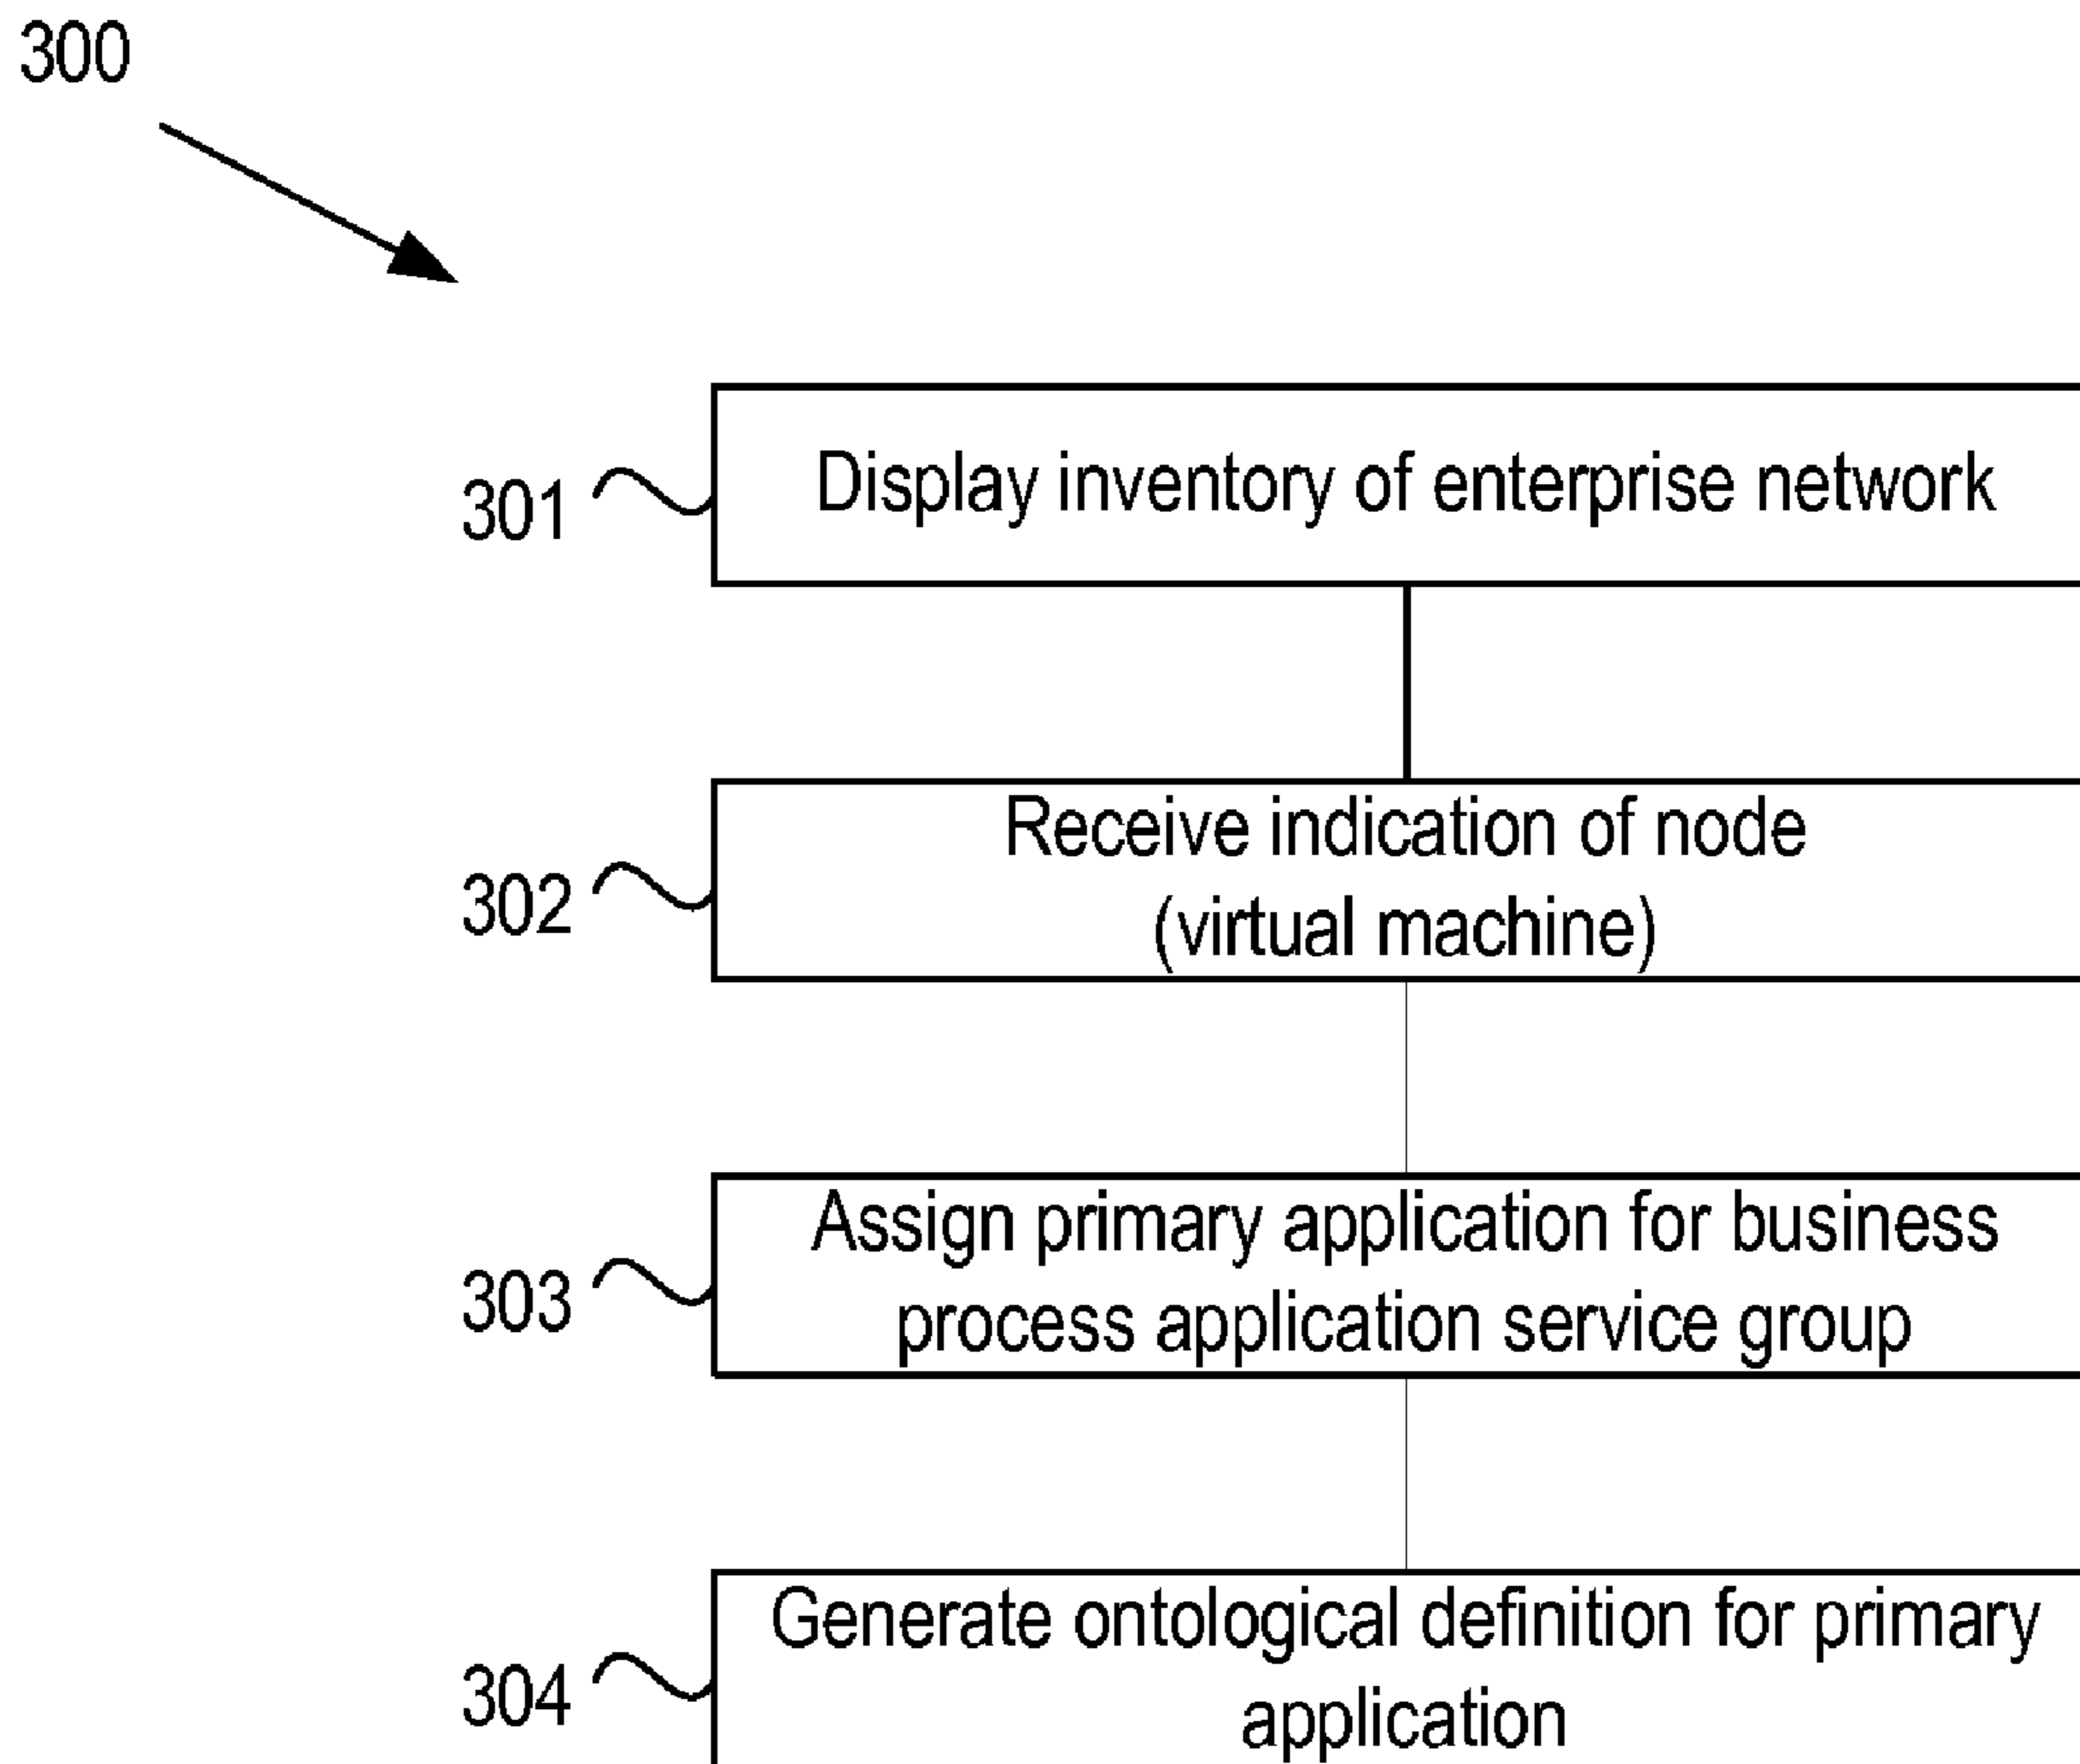 300
301
Display inventory of enterprise network
302
Receive indication of node
(virtual machine)
303
Assign primary application for business
process application service group
304
Generate ontological definition for primary
application